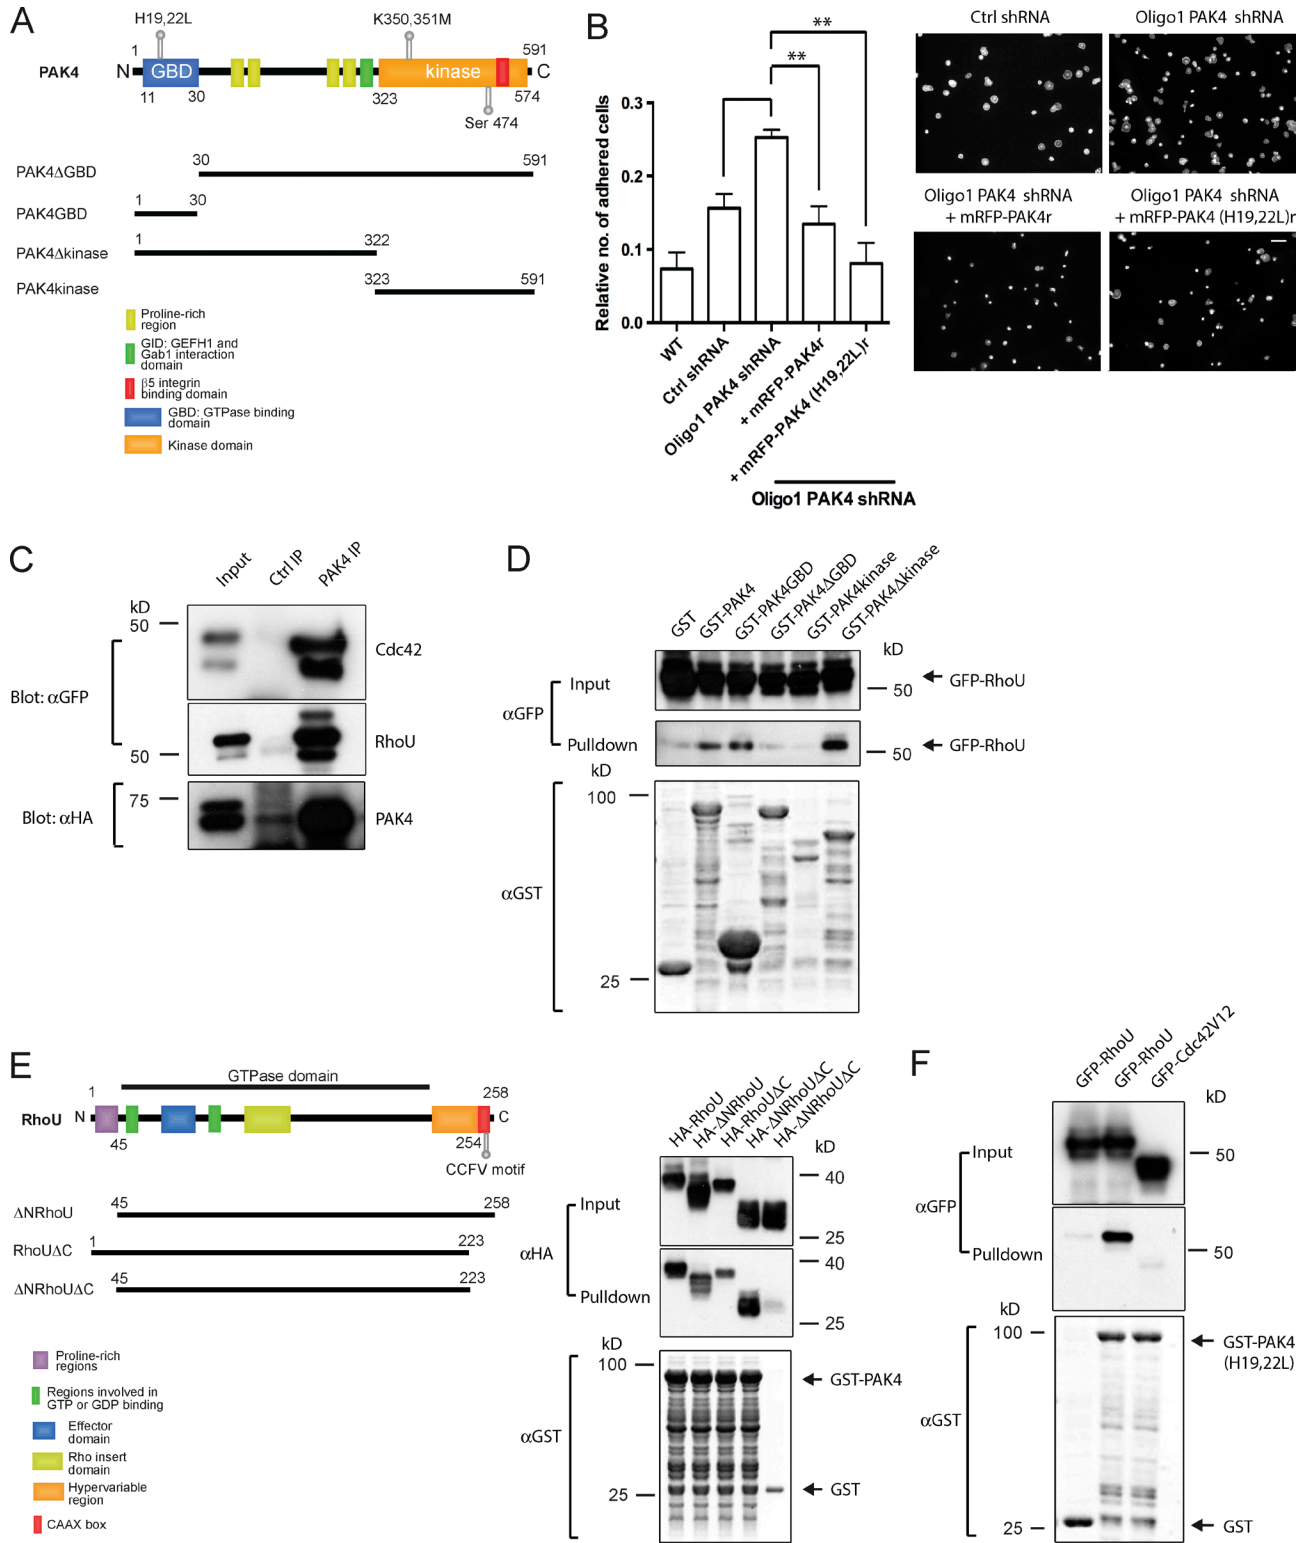 A
H19,22L
K350,351M
1
591
PAK4
N
GBD
kinase
C
11
30
323
574
Ser 474
PAK4ΔGBD
30
591
PAK4GBD
1
30
PAK4Δkinase
1
322
PAK4kinase
323
591
Proline-rich
region
GID: GEFH1 and
Gab1 interaction
domain
β5 integrin
binding domain
GBD: GTPase binding
domain
Kinase domain
B
**
**
Relative no. of adhered cells
0.3
0.2
0.1
0.0
WT
Ctrl shRNA
Oligo1 PAK4 shRNA
+ mRFP-PAK4r
+ mRFP-PAK4 (H19,22L)r
Oligo1 PAK4 shRNA
Ctrl shRNA
Oligo1 PAK4 shRNA
Oligo1 PAK4 shRNA
+ mRFP-PAK4r
Oligo1 PAK4 shRNA
+ mRFP-PAK4 (H19,22L)r
C
Input
Ctrl IP
PAK4 IP
kD
50
Cdc42
Blot: αGFP
RhoU
50
75
Blot: αHA
PAK4
D
GST
GST-PAK4
GST-PAK4GBD
GST-PAK4ΔGBD
GST-PAK4kinase
GST-PAK4Δkinase
kD
Input
50
GFP-RhoU
αGFP
Pulldown
50
GFP-RhoU
kD
100
αGST
25
E
GTPase domain
1
258
RhoU
N
C
45
254
CCFV motif
ΔNRhoU
45
258
RhoUΔC
1
223
ΔNRhoUΔC
45
223
Proline-rich
regions
Regions involved in
GTP or GDP binding
Effector
domain
Rho insert
domain
Hypervariable
region
CAAX box
HA-RhoU
HA-ΔNRhoU
HA-RhoUΔC
HA-ΔNRhoUΔC
HA-ΔNRhoUΔC
kD
40
Input
25
αHA
40
Pulldown
25
kD
100
GST-PAK4
αGST
25
GST
F
GFP-RhoU
GFP-RhoU
GFP-Cdc42V12
kD
Input
50
αGFP
Pulldown
50
kD
100
GST-PAK4
(H19,22L)
αGST
25
GST